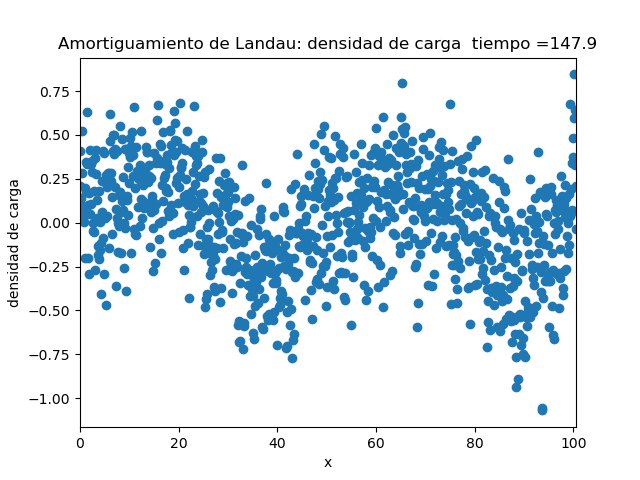 Amortiguamiento de Landau: densidad de carga  tiempo =147.9
densidad de carga
0.75
0.50
0.25
0.00
−0.25
−0.50
−0.75
−1.00
0 20 40 60 80 100
x